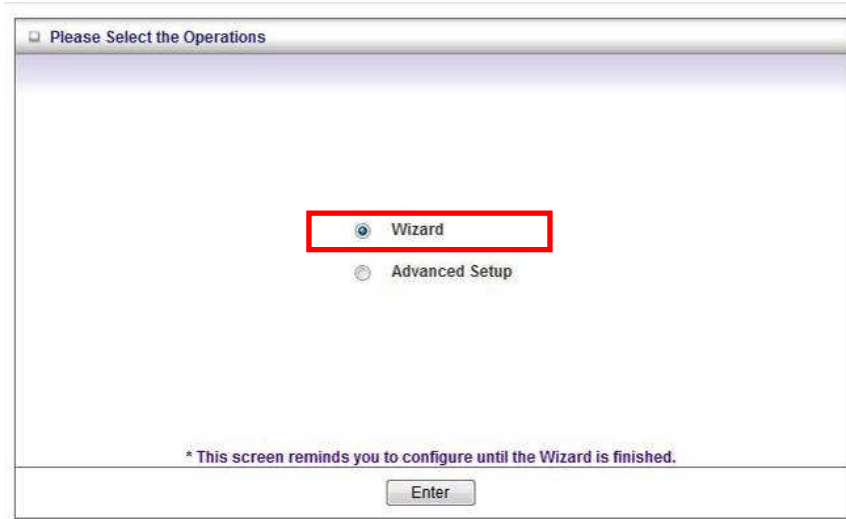 Please Select the Operations
Wizard
Advanced Setup
* This screen reminds you to configure until the Wizard is finished.
Enter